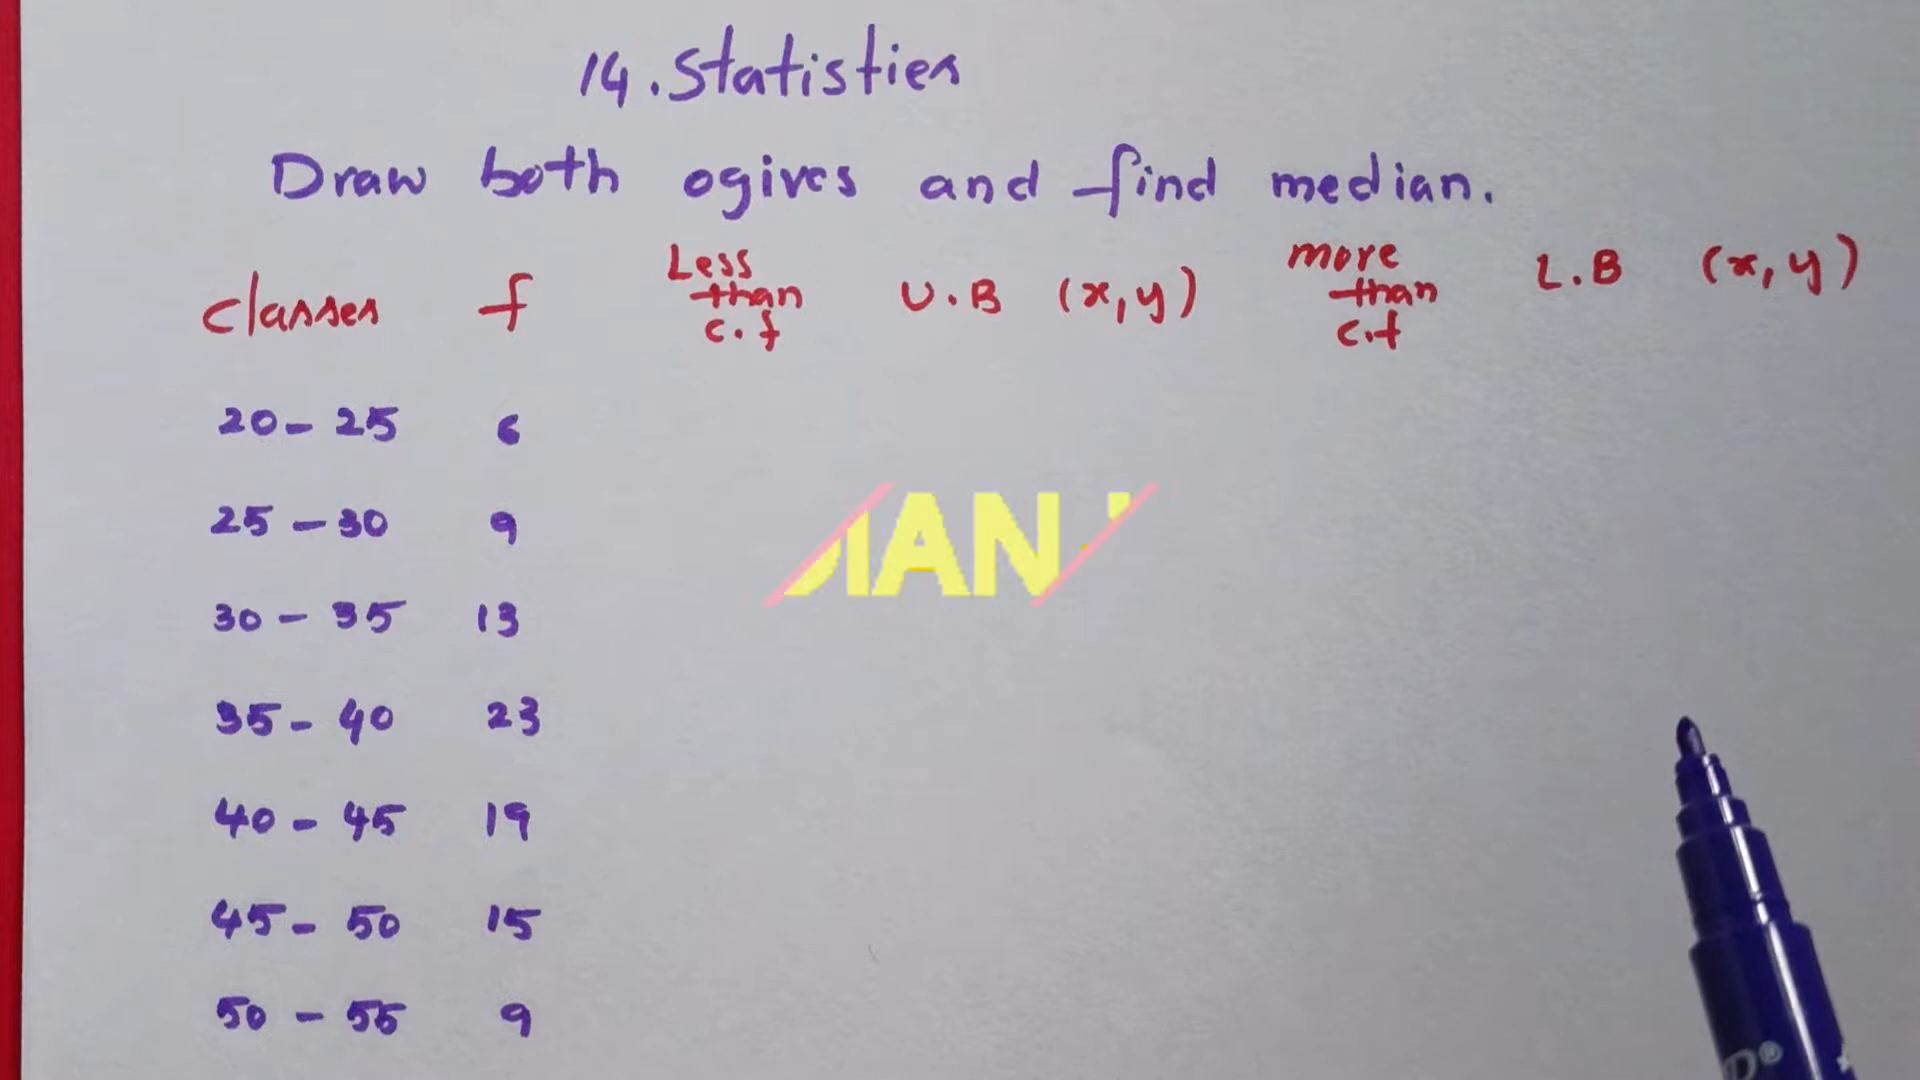 14. Statistics
Draw both ogives and find median.
classes f Less than c.f U.B (x, y) more than c.f L.B (x, y)
20 - 25 6
25 - 30 9
30 - 35 13
35 - 40 23
40 - 45 19
45 - 50 15
50 - 55 9
IAN